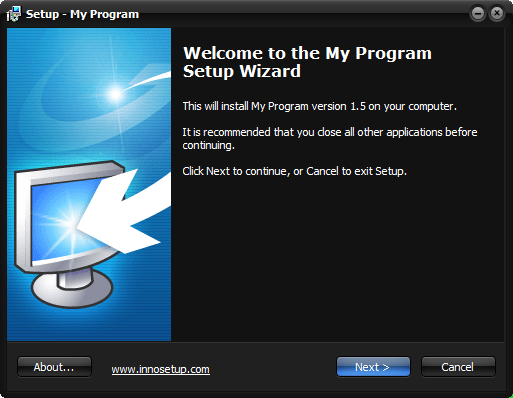 Setup - My Program
Welcome to the My Program
Setup Wizard
This will install My Program version 1.5 on your computer.
It is recommended that you close all other applications before
continuing.
Click Next to continue, or Cancel to exit Setup.
About...
www.innosetup.com
Next >
Cancel